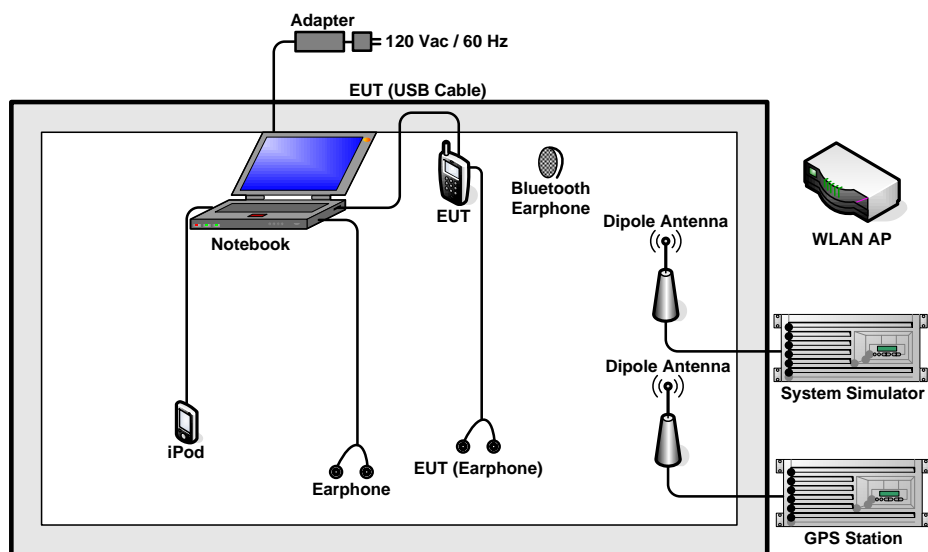 Adapter
120 Vac / 60 Hz
EUT (USB Cable)
Notebook
EUT
Bluetooth
Earphone
Dipole Antenna
WLAN AP
System Simulator
Dipole Antenna
iPod
Earphone
EUT (Earphone)
GPS Station